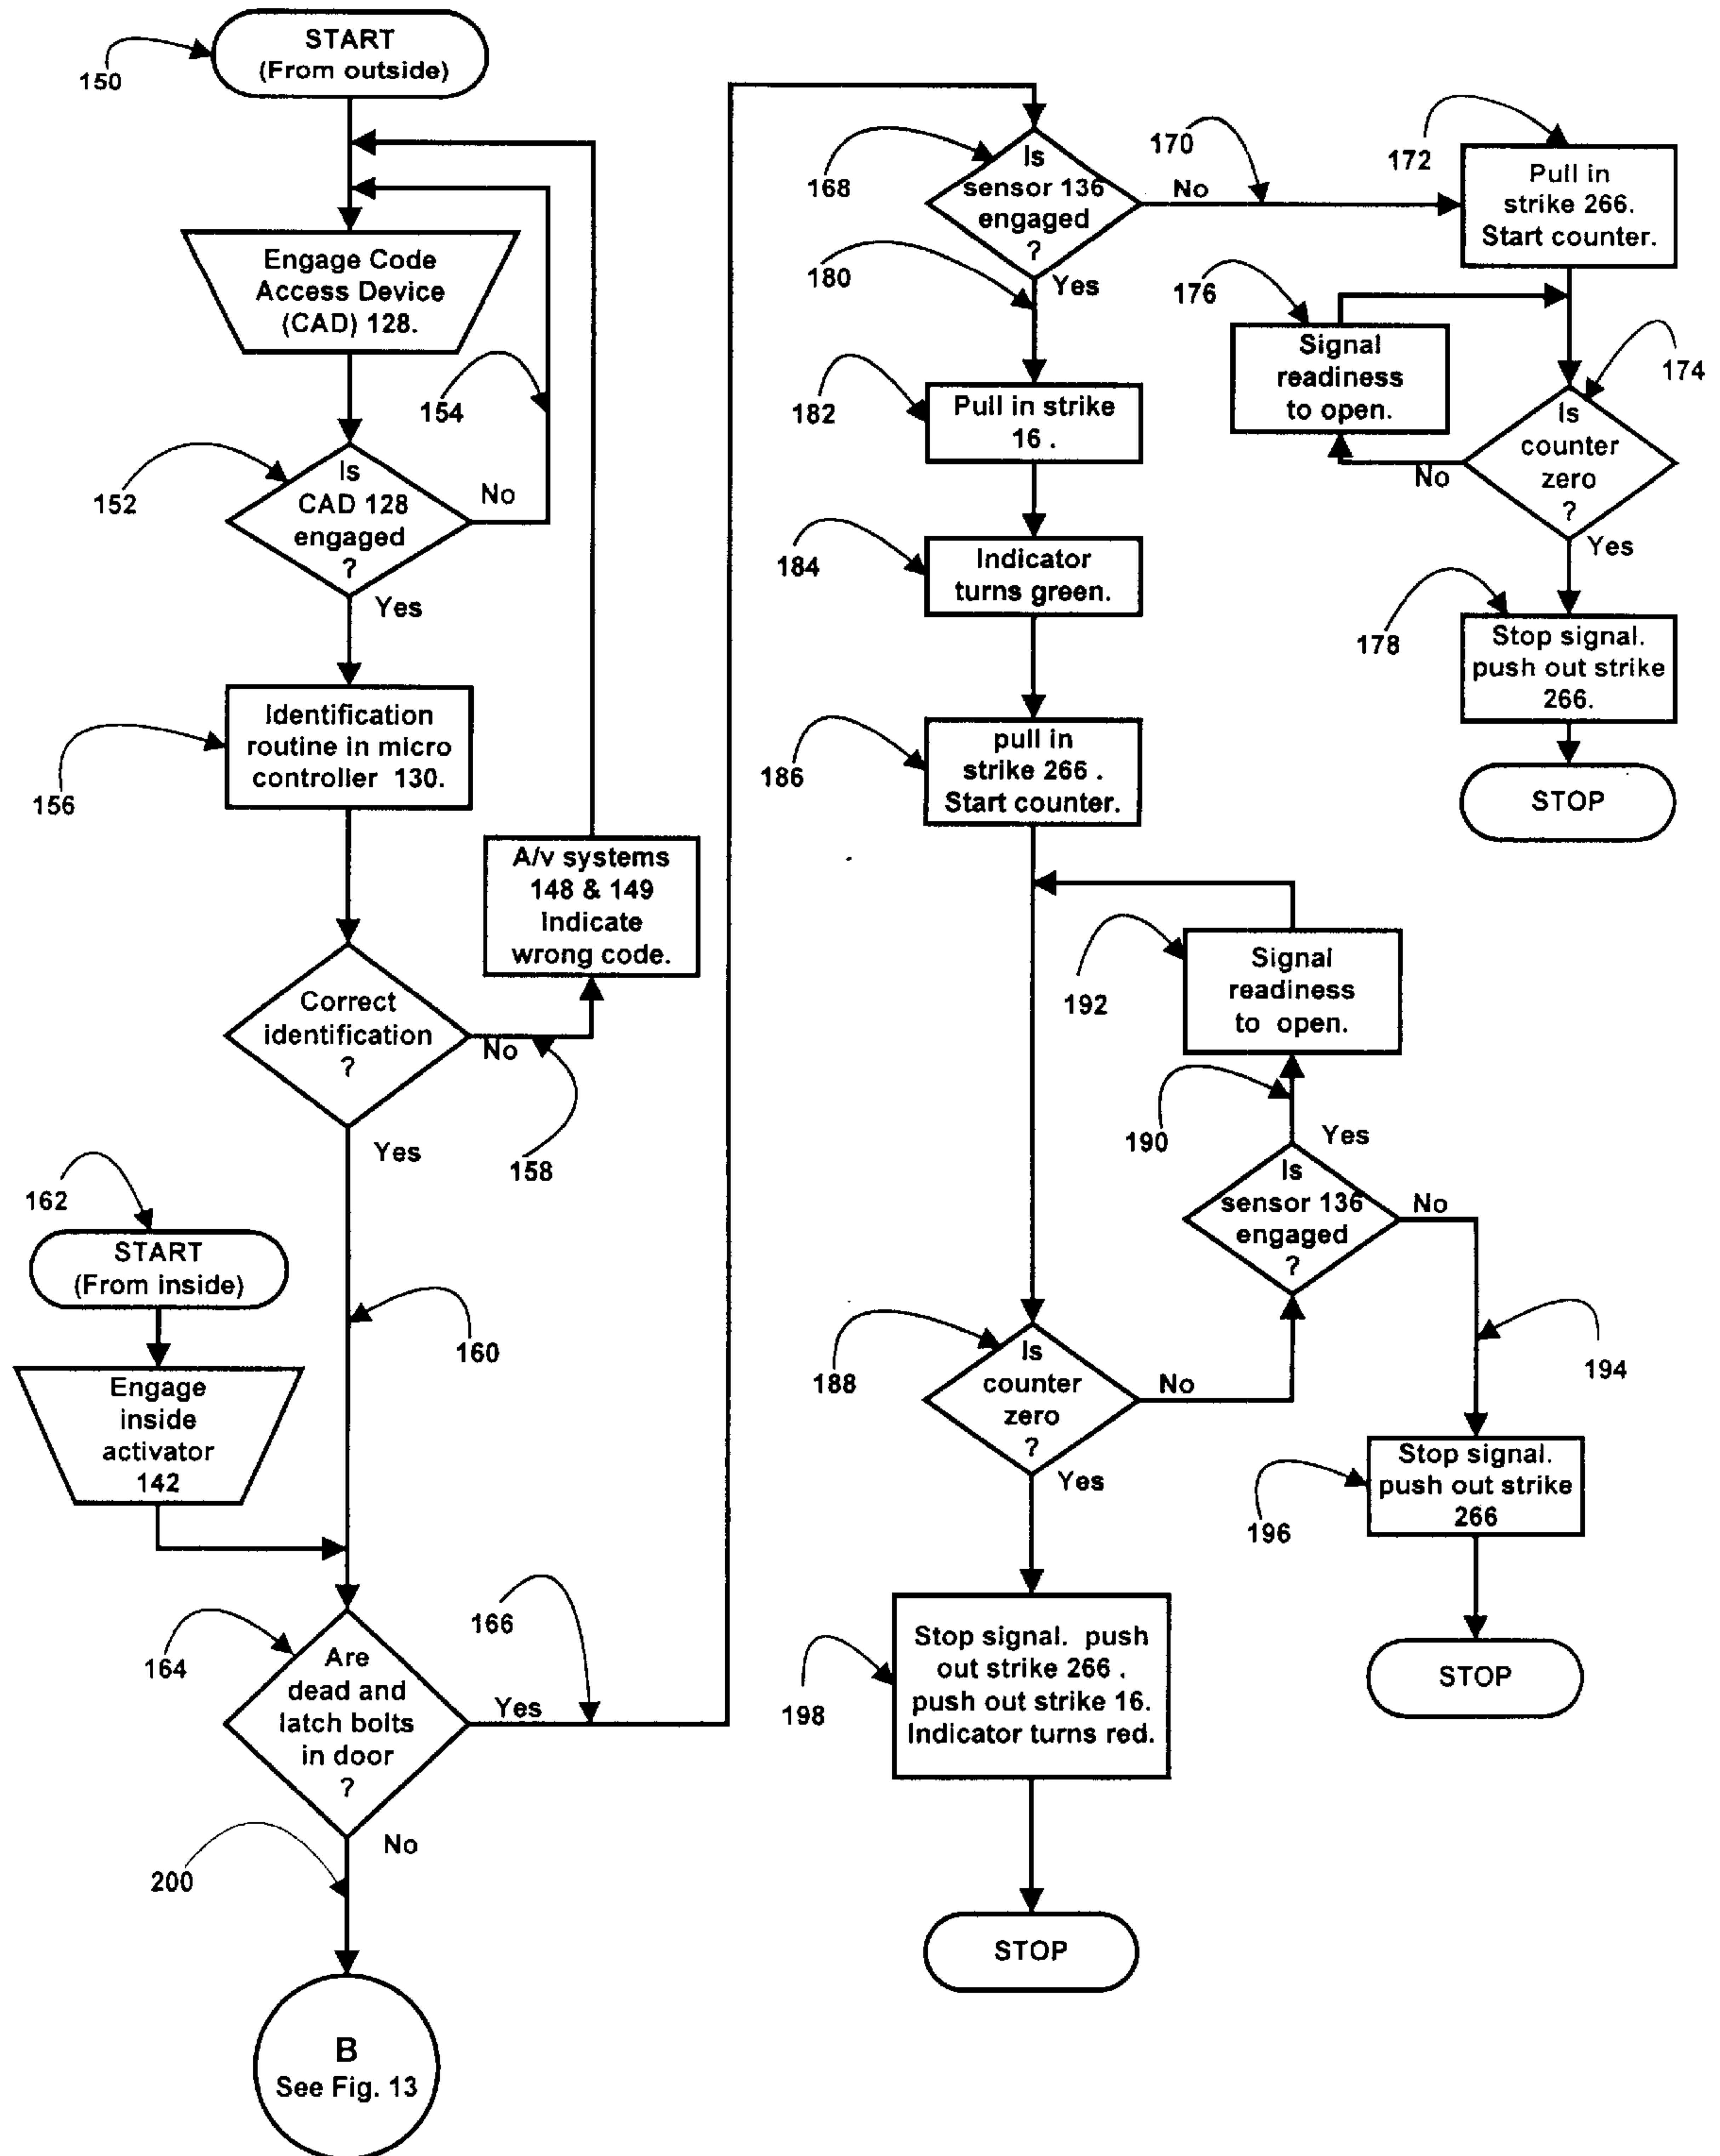 START
(From outside)
150
Engage Code
Access Device
(CAD) 128.
154
152
Is
CAD 128
engaged
?
No
Yes
156
Identification
routine in micro
controller 130.
A/v systems
148 & 149
Indicate
wrong code.
Correct
identification
?
No
158
Yes
162
START
(From inside)
160
Engage
inside
activator
142
164
Are
dead and
latch bolts
in door
?
166
Yes
No
200
B
See Fig. 13
168
Is
sensor 136
engaged
?
170
No
172
Pull in
strike 266.
Start counter.
180
Yes
176
Signal
readiness
to open.
174
Is
counter
zero
?
No
Yes
178
Stop signal.
push out strike
266.
STOP
182
Pull in strike
16 .
184
Indicator
turns green.
186
pull in
strike 266 .
Start counter.
192
Signal
readiness
to open.
190
Yes
Is
sensor 136
engaged
?
No
194
188
Is
counter
zero
?
No
Yes
196
Stop signal.
push out strike
266
STOP
198
Stop signal. push
out strike 266 .
push out strike 16.
Indicator turns red.
STOP